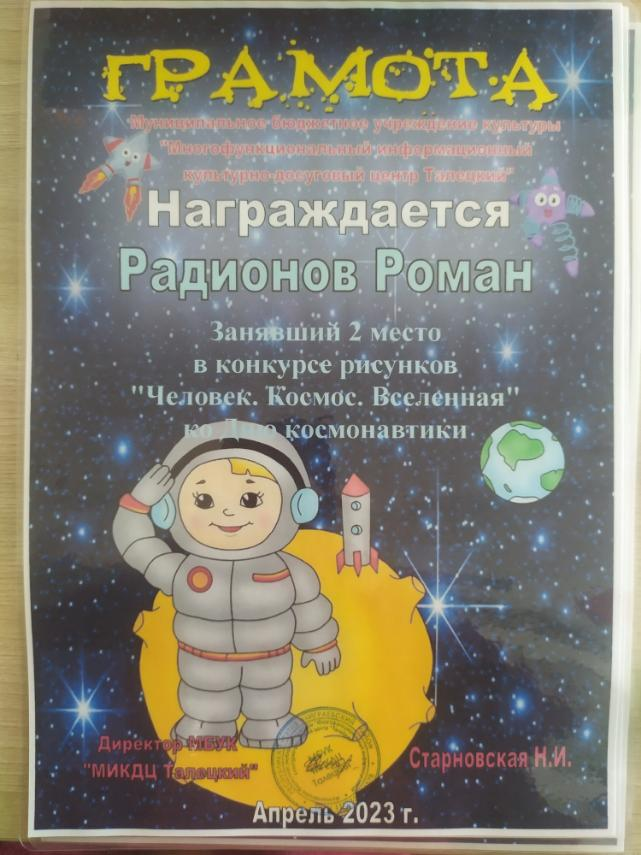 ГРАМОТА
Муниципальное бюджетное учреждение культуры
"Многофункциональный информационный
культурно-досуговый центр Талецкий"
Награждается
Радионов Роман
Занявший 2 место
в конкурсе рисунков
"Человек. Космос. Вселенная"
ко Дню космонавтики
Директор МБУК
"МИКДЦ Талецкий"
МБУК
Старновская Н.И.
Апрель 2023 г.